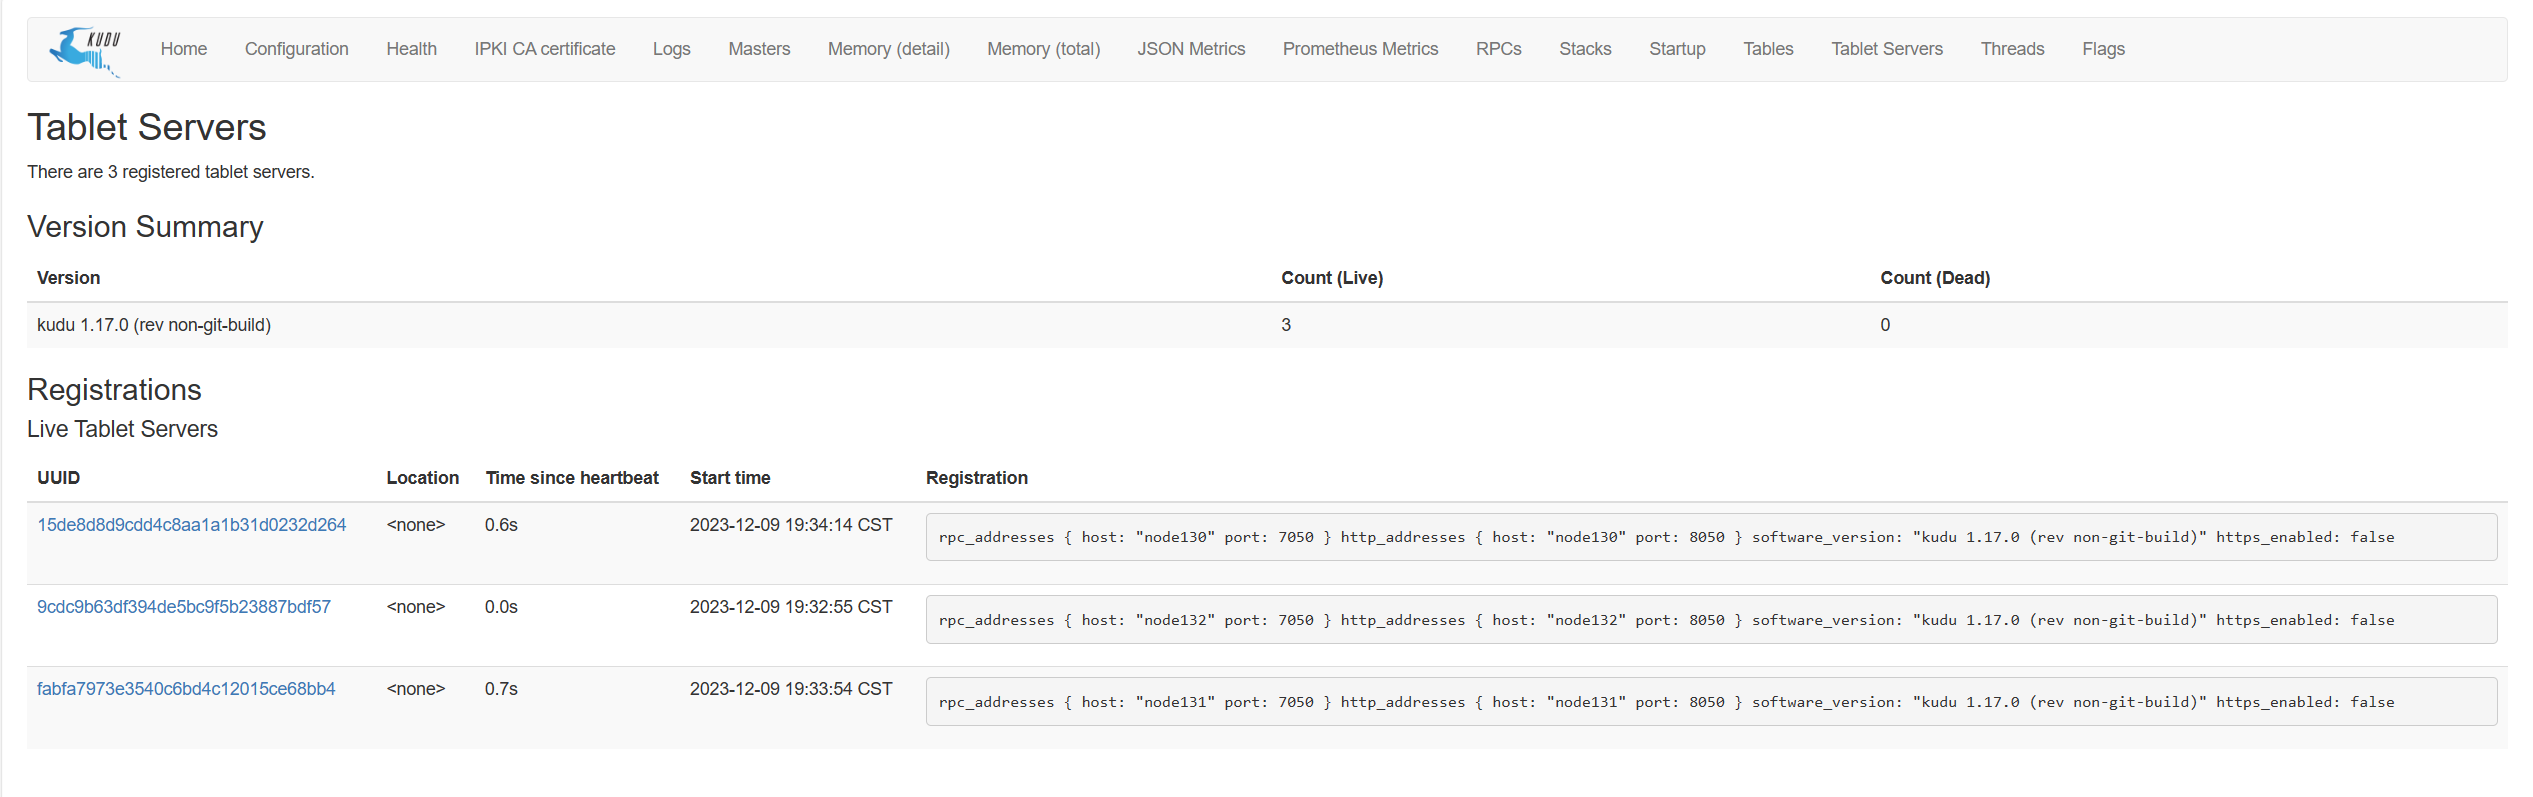 KUDU Home Configuration Health IPKI CA certificate Logs Masters Memory (detail) Memory (total) JSON Metrics Prometheus Metrics RPCs Stacks Startup Tables Tablet Servers Threads Flags
Tablet Servers
There are 3 registered tablet servers.
Version Summary
Version Count (Live) Count (Dead)
kudu 1.17.0 (rev non-git-build) 3 0
Registrations
Live Tablet Servers
UUID Location Time since heartbeat Start time Registration
15de8d8d9cdd4c8aa1a1b31d0232d264 <none> 0.6s 2023-12-09 19:34:14 CST rpc_addresses { host: "node130" port: 7050 } http_addresses { host: "node130" port: 8050 } software_version: "kudu 1.17.0 (rev non-git-build)" https_enabled: false
9cdc9b63df394de5bc9f5b23887bdf57 <none> 0.0s 2023-12-09 19:32:55 CST rpc_addresses { host: "node132" port: 7050 } http_addresses { host: "node132" port: 8050 } software_version: "kudu 1.17.0 (rev non-git-build)" https_enabled: false
fabfa7973e3540c6bd4c12015ce68bb4 <none> 0.7s 2023-12-09 19:33:54 CST rpc_addresses { host: "node131" port: 7050 } http_addresses { host: "node131" port: 8050 } software_version: "kudu 1.17.0 (rev non-git-build)" https_enabled: false